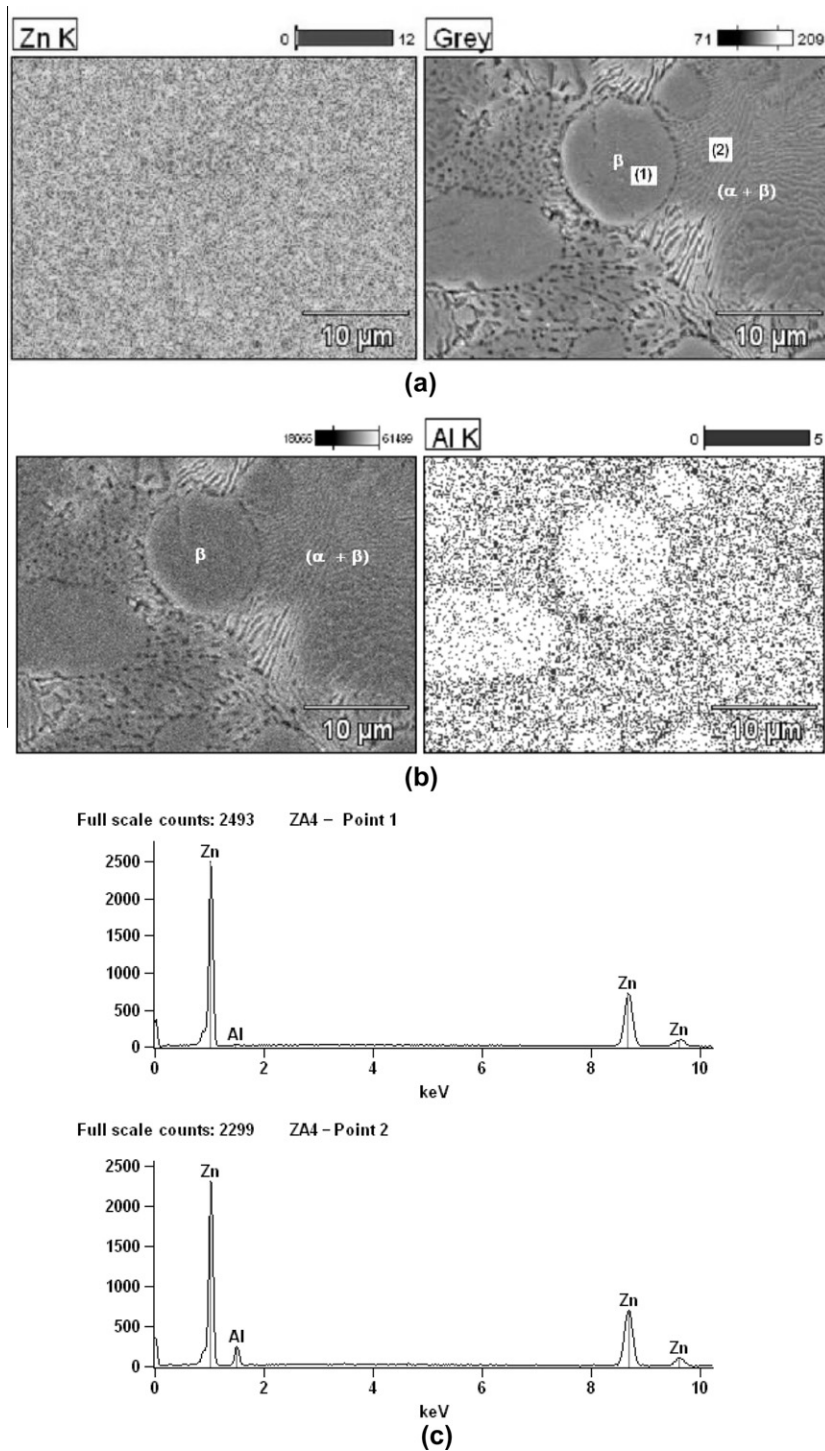 Zn K
0 12
Grey
71 209
β
(1)
(2)
(α + β)
10 µm
10 µm
(a)
18066 61499
Al K
0 5
β
(α + β)
10 µm
10 µm
(b)
Full scale counts: 2493 ZA4 – Point 1
2500
2000
1500
1000
500
0
Zn
Al
Zn
Zn
0 2 4 6 8 10
keV
Full scale counts: 2299 ZA4 – Point 2
2500
2000
1500
1000
500
0
Zn
Al
Zn
Zn
0 2 4 6 8 10
keV
(c)